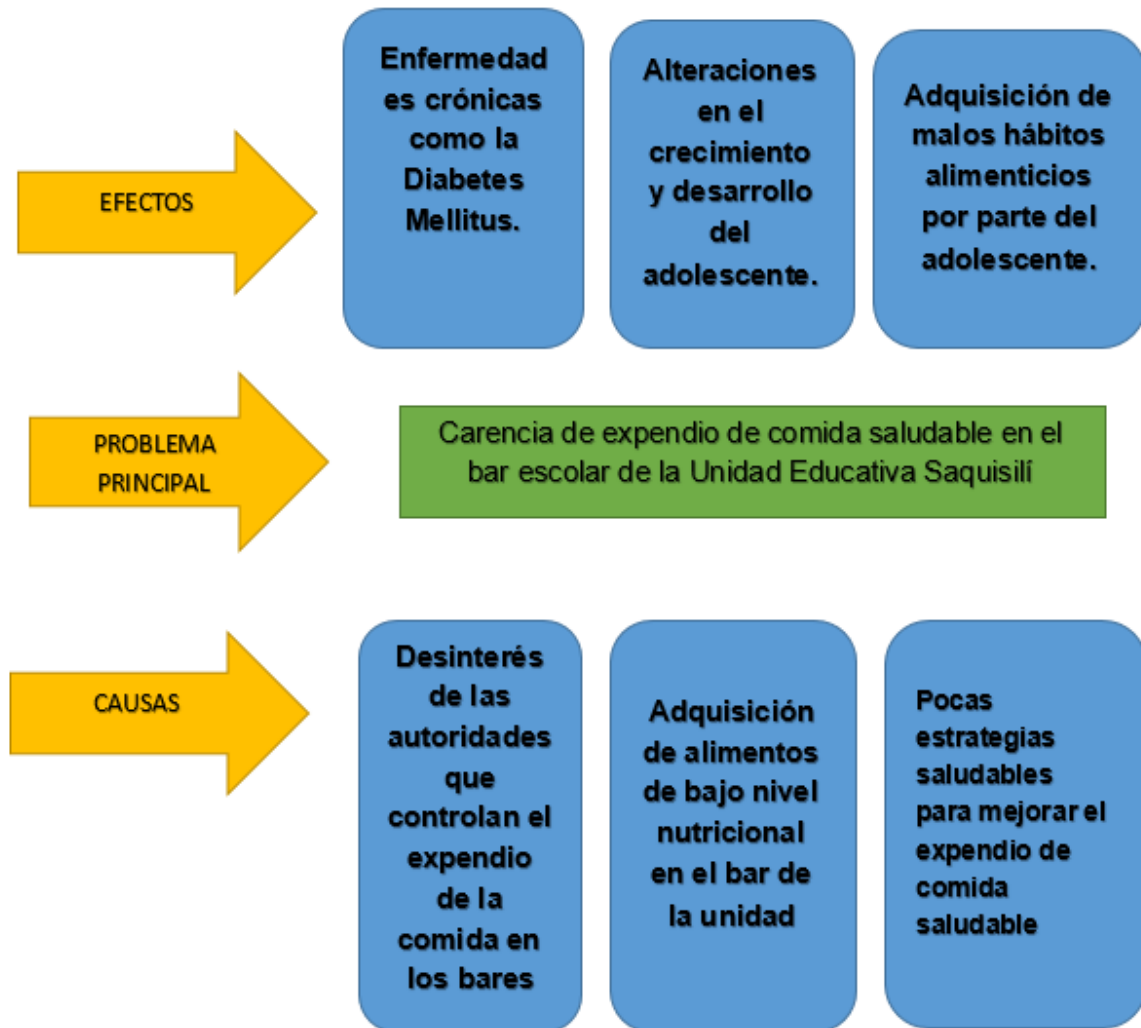 EFECTOS
Enfermedad
es crónicas
como la
Diabetes
Mellitus.
Alteraciones
en el
crecimiento
y desarrollo
del
adolescente.
Adquisición de
malos hábitos
alimenticios
por parte del
adolescente.
PROBLEMA
PRINCIPAL
Carencia de expendio de comida saludable en el
bar escolar de la Unidad Educativa Saquisilí
CAUSAS
Desinterés
de las
autoridades
que
controlan el
expendio
de la
comida en
los bares
Adquisición
de alimentos
de bajo nivel
nutricional
en el bar de
la unidad
Pocas
estrategias
saludables
para mejorar el
expendio de
comida
saludable